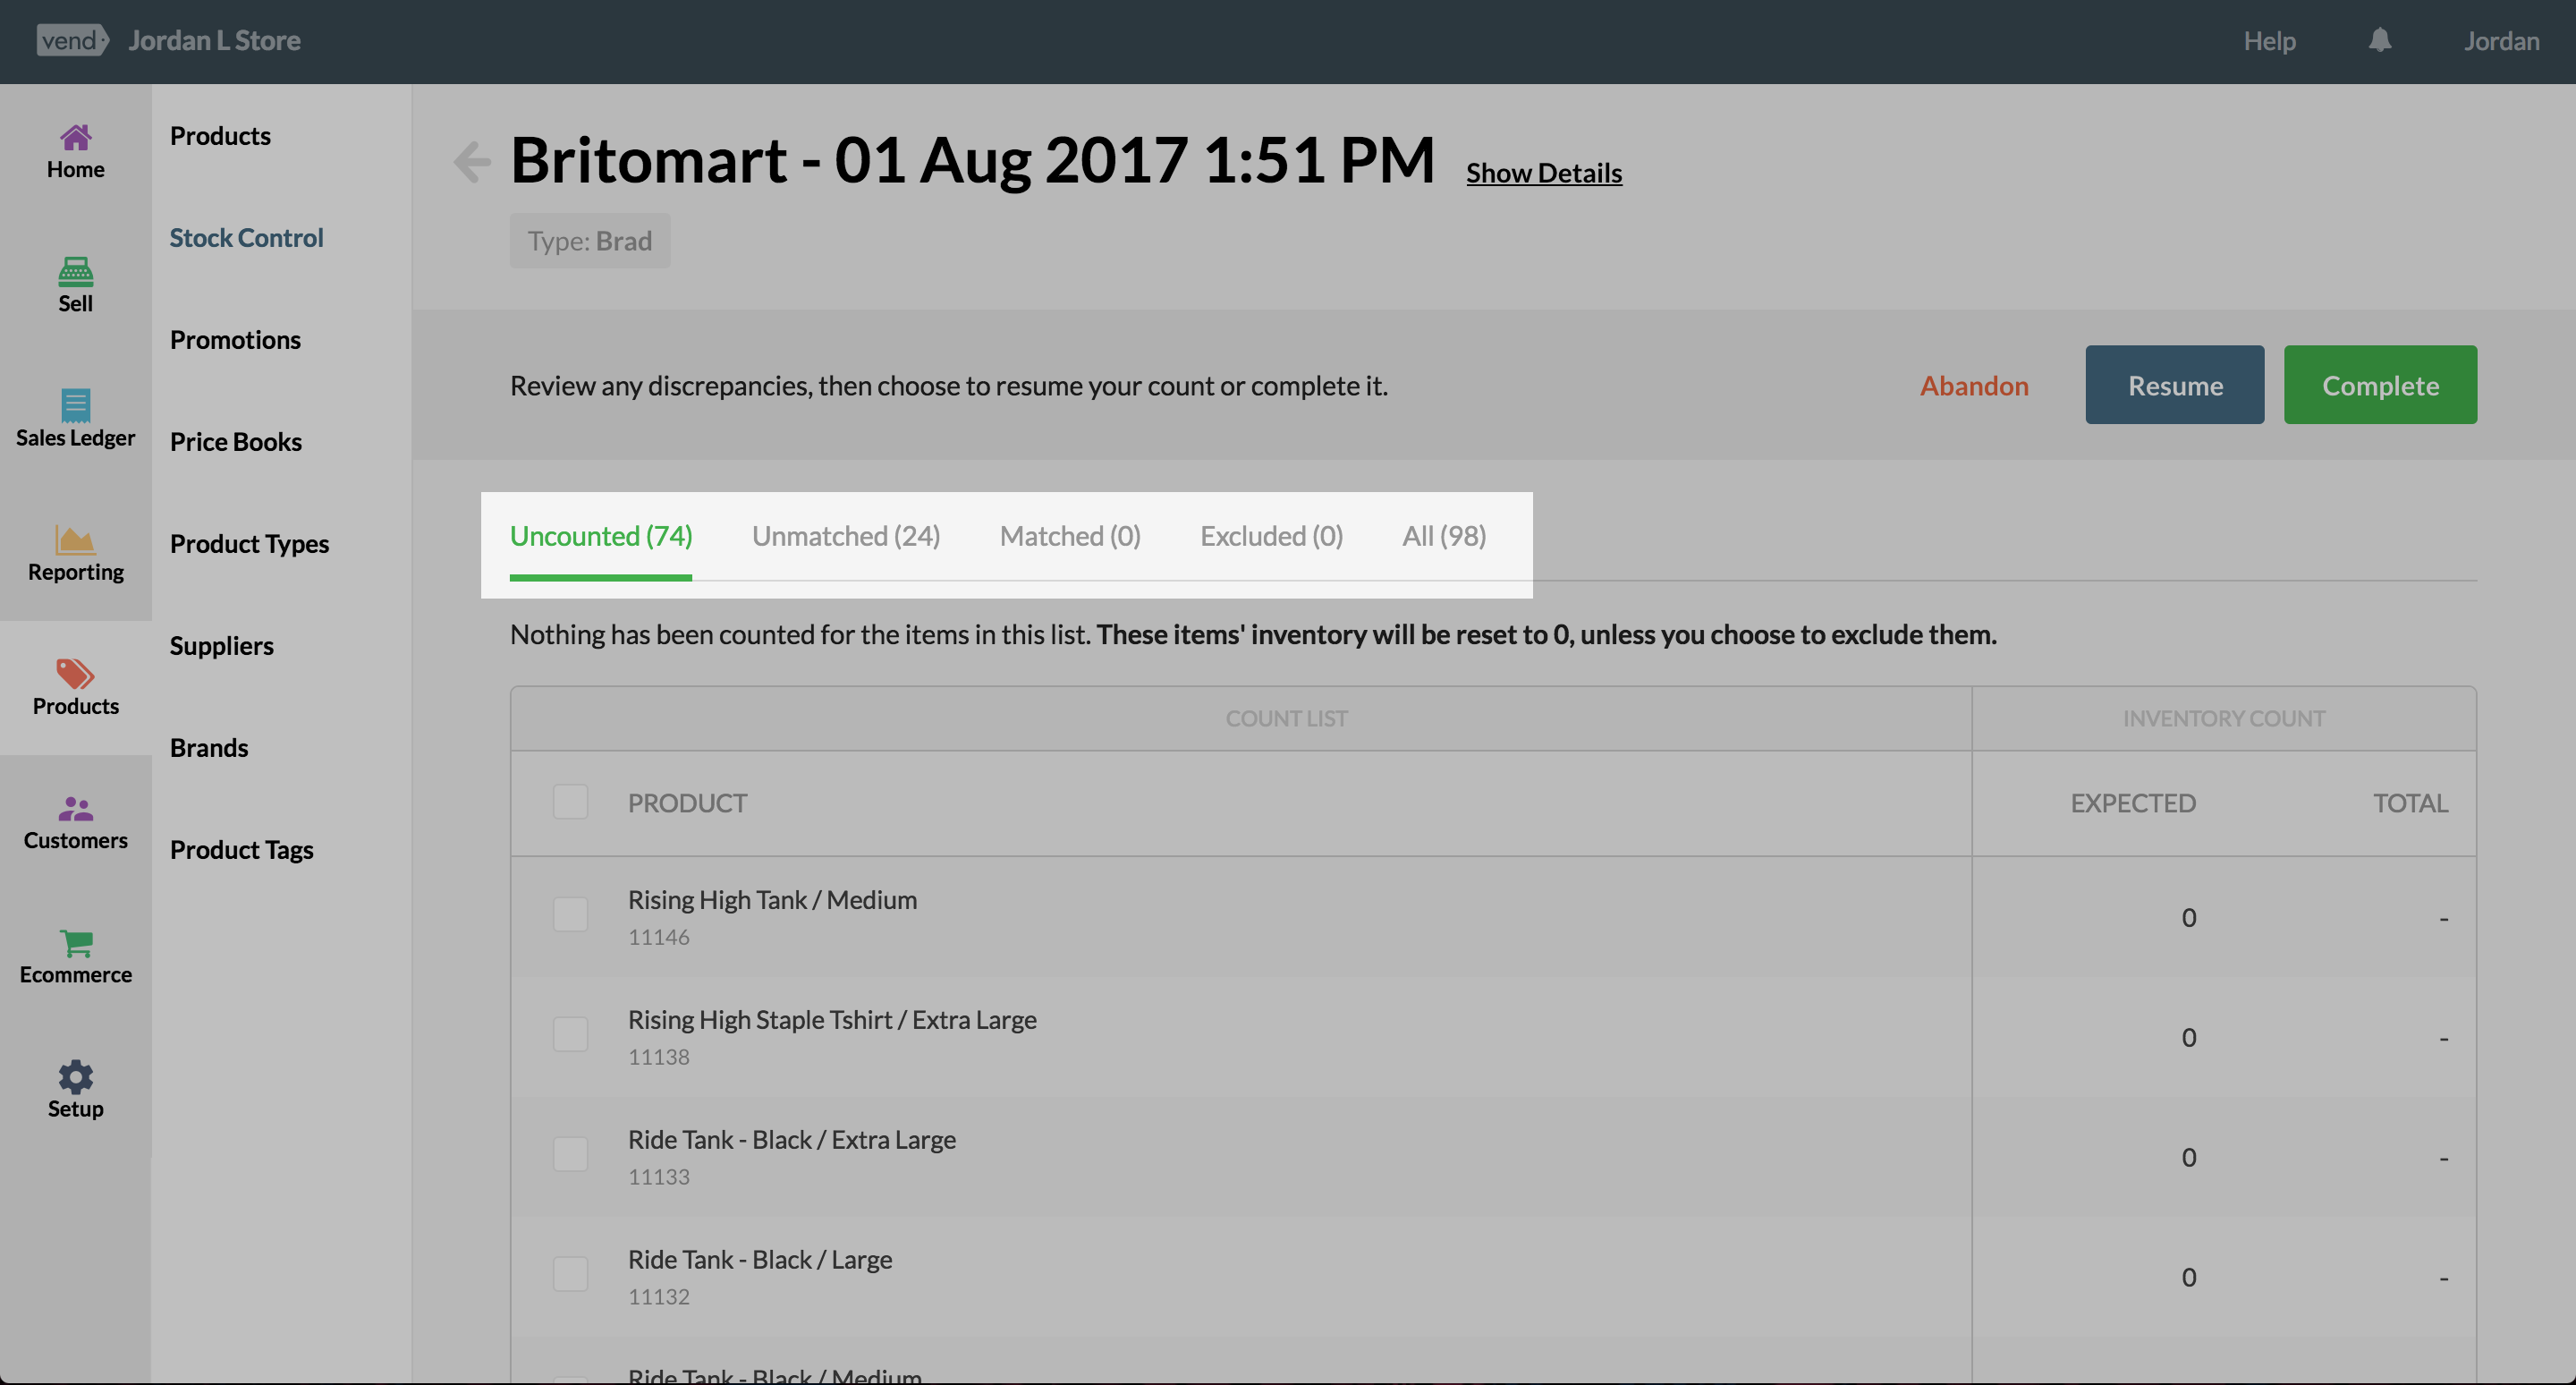 vend Jordan L Store
Help
Jordan
Home
Sell
Sales Ledger
Reporting
Products
Customers
Ecommerce
Setup
Products
Stock Control
Promotions
Price Books
Product Types
Suppliers
Brands
Product Tags
Britomart - 01 Aug 2017 1:51 PM Show Details
Type: Brad
Review any discrepancies, then choose to resume your count or complete it.
Abandon
Resume
Complete
Uncounted (74) Unmatched (24) Matched (0) Excluded (0) All (98)
Nothing has been counted for the items in this list. These items' inventory will be reset to 0, unless you choose to exclude them.
COUNT LIST INVENTORY COUNT
PRODUCT EXPECTED TOTAL
Rising High Tank / Medium
11146
0 -
Rising High Staple Tshirt / Extra Large
11138
0 -
Ride Tank - Black / Extra Large
11133
0 -
Ride Tank - Black / Large
11132
0 -
Ride Tank - Black / Medium